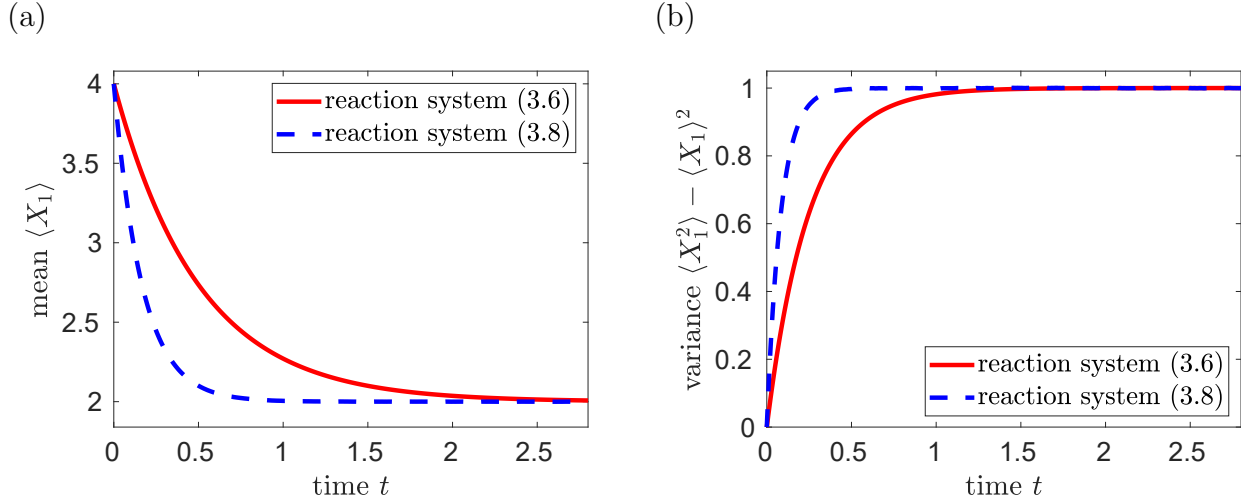 (a)
4
3.5
3
2.5
2
0
0.5
1
1.5
2
2.5
mean ⟨X₁⟩
time t
reaction system (3.6)
reaction system (3.8)
(b)
1
0.8
0.6
0.4
0.2
0
0
0.5
1
1.5
2
2.5
variance ⟨X₁²⟩ − ⟨X₁⟩²
time t
reaction system (3.6)
reaction system (3.8)